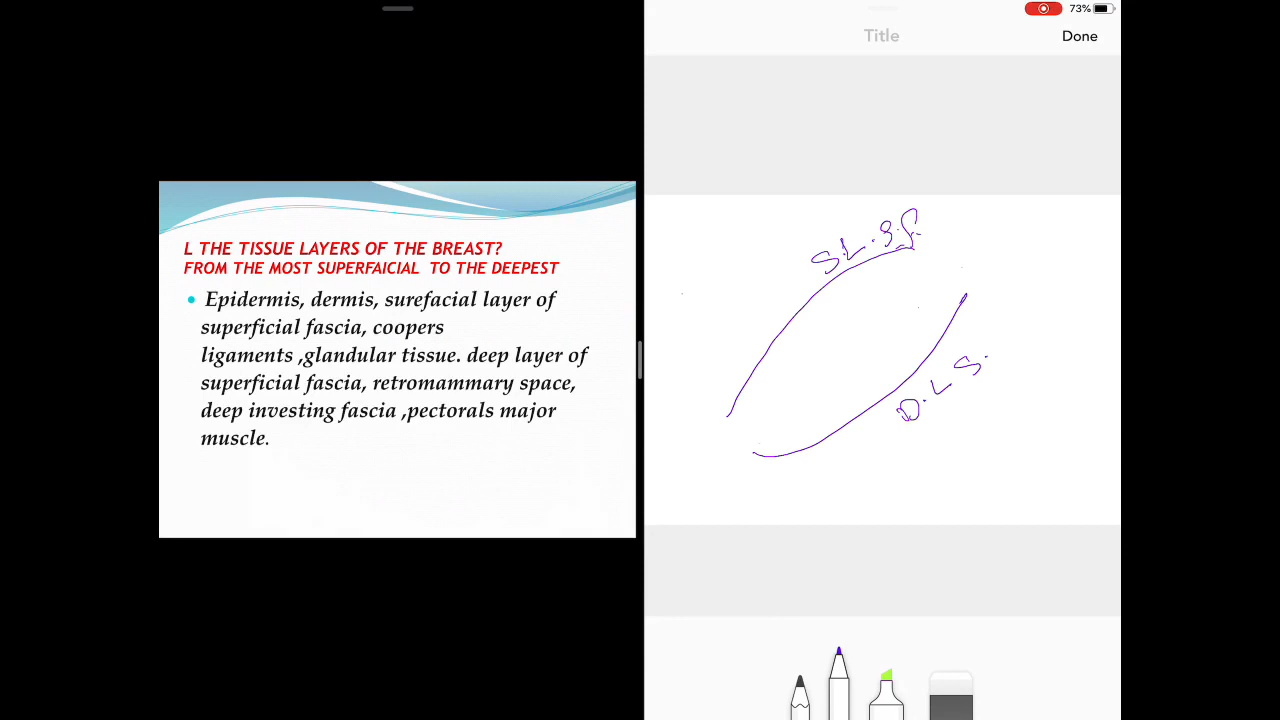 73%
Title
Done
L THE TISSUE LAYERS OF THE BREAST?
FROM THE MOST SUPERFAICIAL TO THE DEEPEST
• Epidermis, dermis, surefacial layer of
superficial fascia, coopers
ligaments ,glandular tissue. deep layer of
superficial fascia, retromammary space,
deep investing fascia ,pectorals major
muscle.
S.L.S.F.
D.L.S.